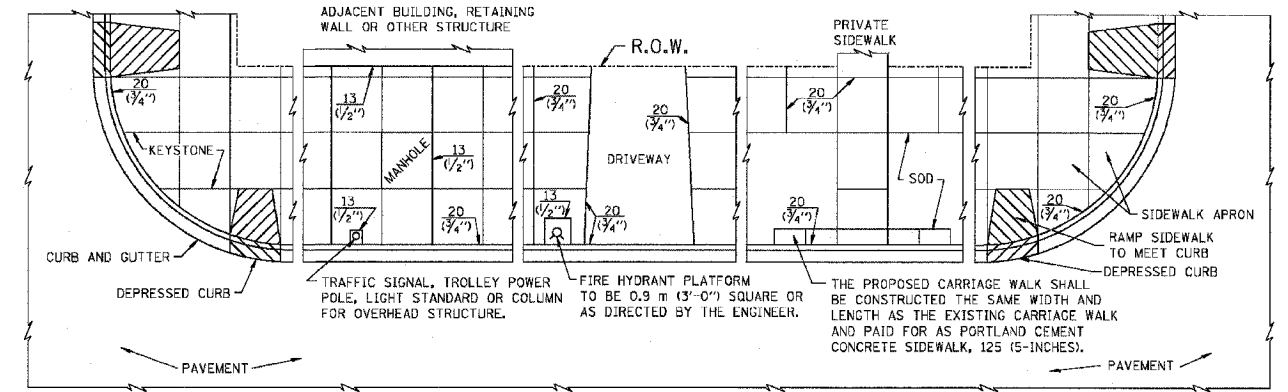 ADJACENT BUILDING, RETAINING
WALL OR OTHER STRUCTURE
PRIVATE
SIDEWALK
R.O.W.
20
(3/4")
13
(1/2")
20
(3/4")
20
(3/4")
20
(3/4")
20
(3/4")
KEYSTONE
MANHOLE
13
(1/2")
DRIVEWAY
SOD
13
(1/2")
20
(3/4")
13
(1/2")
20
(3/4")
20
(3/4")
20
(3/4")
SIDEWALK APRON
CURB AND GUTTER
DEPRESSED CURB
TRAFFIC SIGNAL, TROLLEY POWER
POLE, LIGHT STANDARD OR COLUMN
FOR OVERHEAD STRUCTURE.
FIRE HYDRANT PLATFORM
TO BE 0.9 m (3'-0") SQUARE OR
AS DIRECTED BY THE ENGINEER.
THE PROPOSED CARRIAGE WALK SHALL
BE CONSTRUCTED THE SAME WIDTH AND
LENGTH AS THE EXISTING CARRIAGE WALK
AND PAID FOR AS PORTLAND CEMENT
CONCRETE SIDEWALK, 125 (5-INCHES).
RAMP SIDEWALK
TO MEET CURB
DEPRESSED CURB
PAVEMENT
PAVEMENT